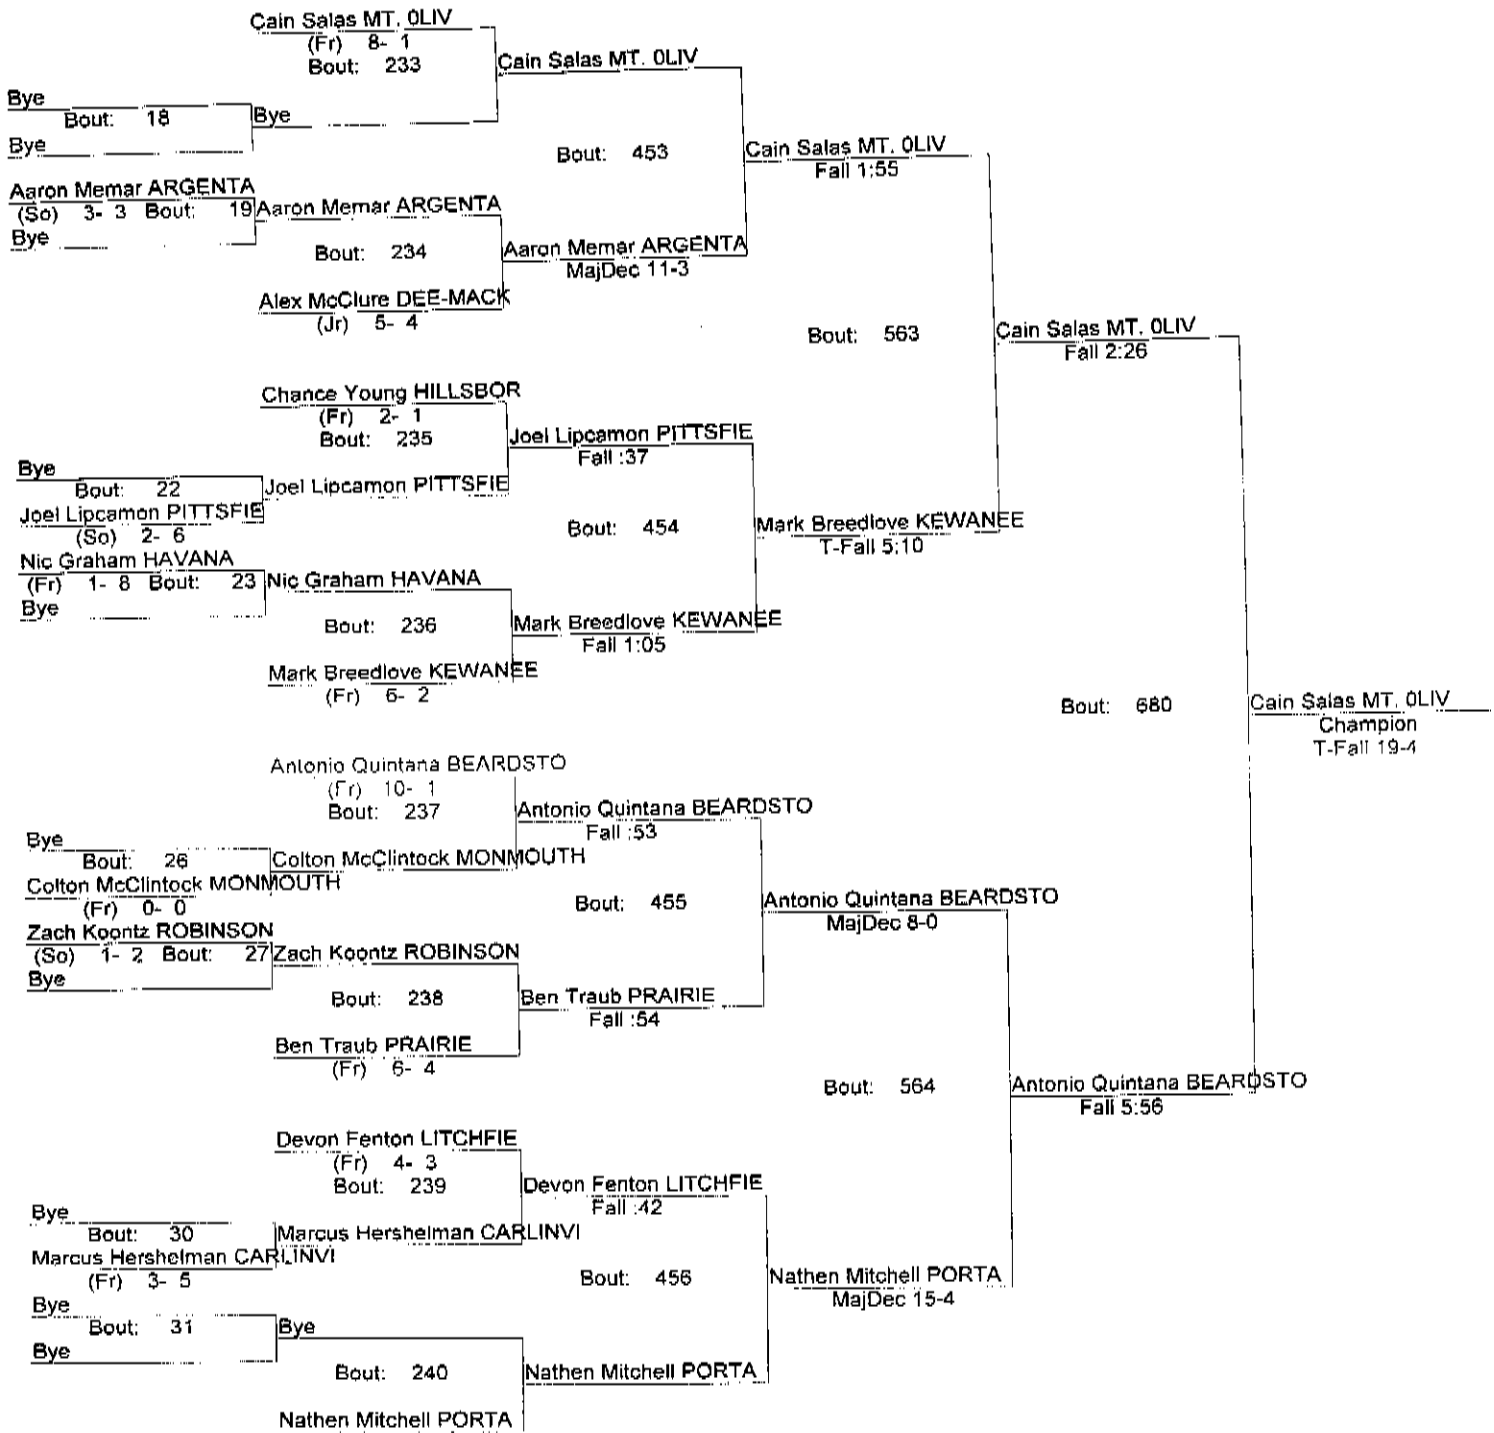 Cain Salas MT. 0LIV
(Fr) 8- 1
Bout: 233
Cain Salas MT. 0LIV
Bye
Bout: 18
Bye
Bye
Bout: 453
Cain Salas MT. 0LIV
Fall 1:55
Aaron Memar ARGENTA
(So) 3- 3 Bout: 19
Aaron Memar ARGENTA
Bye
Bout: 234
Aaron Memar ARGENTA
MajDec 11-3
Alex McClure DEE-MACK
(Jr) 5- 4
Bout: 563
Cain Salas MT. 0LIV
Fall 2:26
Chance Young HILLSBOR
(Fr) 2- 1
Bout: 235
Joel Lipcamon PITTSFIE
Fall :37
Bye
Bout: 22
Joel Lipcamon PITTSFIE
Joel Lipcamon PITTSFIE
(So) 2- 6
Bout: 454
Mark Breedlove KEWANEE
T-Fall 5:10
Nic Graham HAVANA
(Fr) 1- 8 Bout: 23
Nic Graham HAVANA
Bye
Bout: 236
Mark Breedlove KEWANEE
Fall 1:05
Mark Breedlove KEWANEE
(Fr) 6- 2
Bout: 680
Cain Salas MT. 0LIV
Champion
T-Fall 19-4
Antonio Quintana BEARDSTO
(Fr) 10- 1
Bout: 237
Antonio Quintana BEARDSTO
Fall :53
Bye
Bout: 26
Colton McClintock MONMOUTH
Colton McClintock MONMOUTH
(Fr) 0- 0
Bout: 455
Antonio Quintana BEARDSTO
MajDec 8-0
Zach Koontz ROBINSON
(So) 1- 2 Bout: 27
Zach Koontz ROBINSON
Bye
Bout: 238
Ben Traub PRAIRIE
Fall :54
Ben Traub PRAIRIE
(Fr) 6- 4
Bout: 564
Antonio Quintana BEARDSTO
Fall 5:56
Devon Fenton LITCHFIE
(Fr) 4- 3
Bout: 239
Devon Fenton LITCHFIE
Fall :42
Bye
Bout: 30
Marcus Hershelman CARLINVI
Marcus Hershelman CARLINVI
(Fr) 3- 5
Bout: 456
Nathen Mitchell PORTA
MajDec 15-4
Bye
Bout: 31
Bye
Bye
Bout: 240
Nathen Mitchell PORTA
Nathen Mitchell PORTA